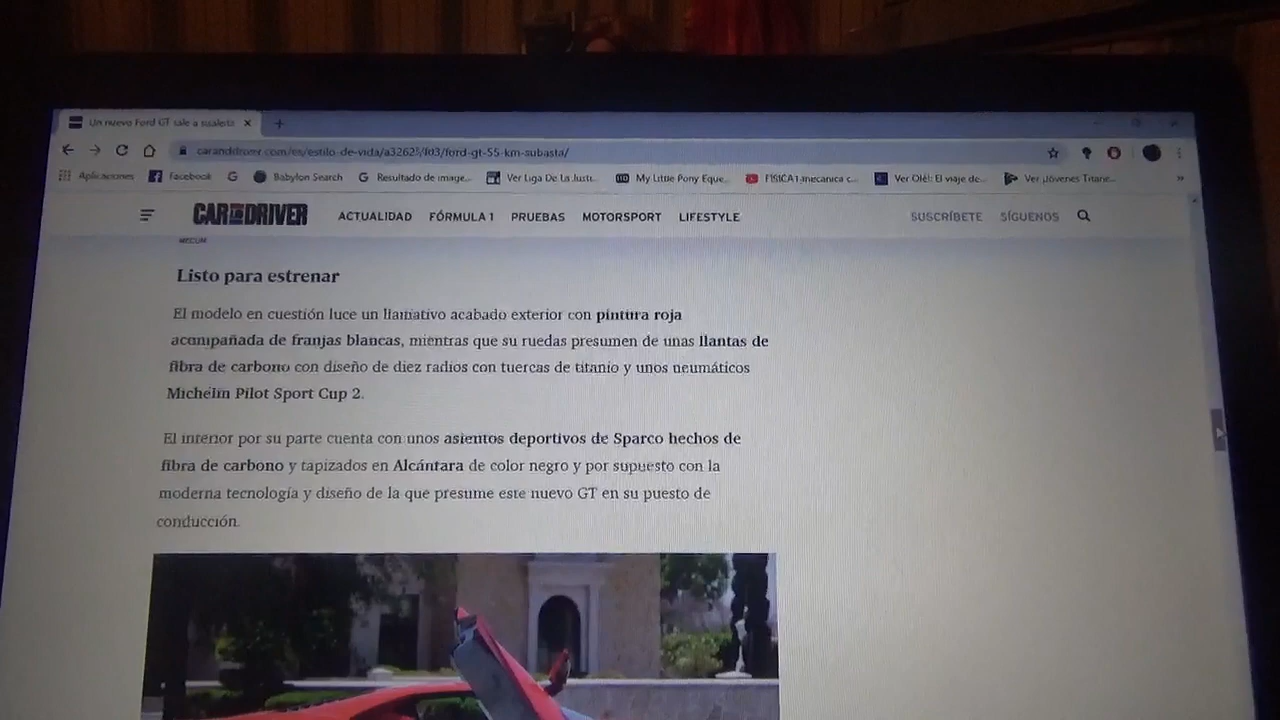 Un nuevo Ford GT sale a subasta
caranddriver.com/es/estilo-de-vida/
/ford-gt-55-km-subasta/
Aplicaciones Facebook Babylon Search Resultado de image... Ver Liga De La Justi... My Little Pony Eque... FÍSICA 1 mecánica c... Ver Olé!: El viaje de... Ver Jóvenes Titane... »
CAR AND DRIVER ACTUALIDAD FÓRMULA 1 PRUEBAS MOTORSPORT LIFESTYLE SUSCRÍBETE SÍGUENOS
MECUM
Listo para estrenar
El modelo en cuestión luce un llamativo acabado exterior con pintura roja
acompañada de franjas blancas, mientras que su ruedas presumen de unas llantas de
fibra de carbono con diseño de diez radios con tuercas de titanio y unos neumáticos
Michelin Pilot Sport Cup 2.
El interior por su parte cuenta con unos asientos deportivos de Sparco hechos de
fibra de carbono y tapizados en Alcántara de color negro y por supuesto con la
moderna tecnología y diseño de la que presume este nuevo GT en su puesto de
conducción.